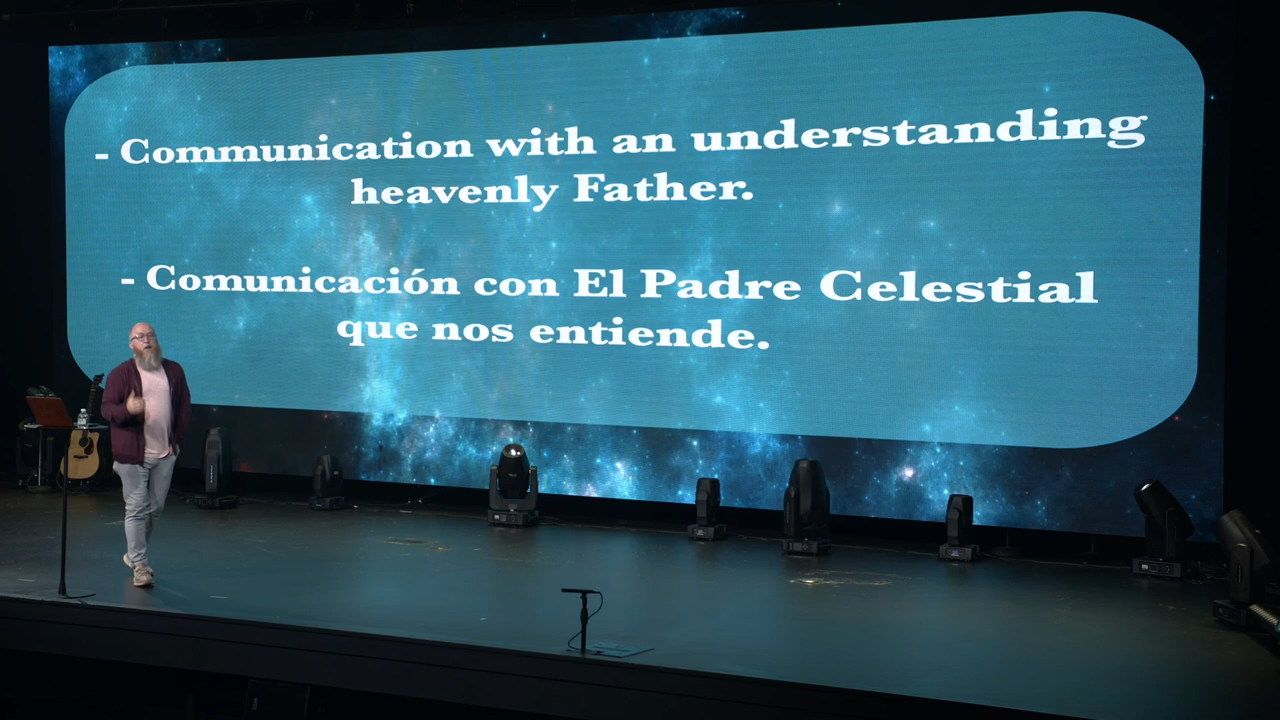 - Communication with an understanding
heavenly Father.
- Comunicación con El Padre Celestial
que nos entiende.